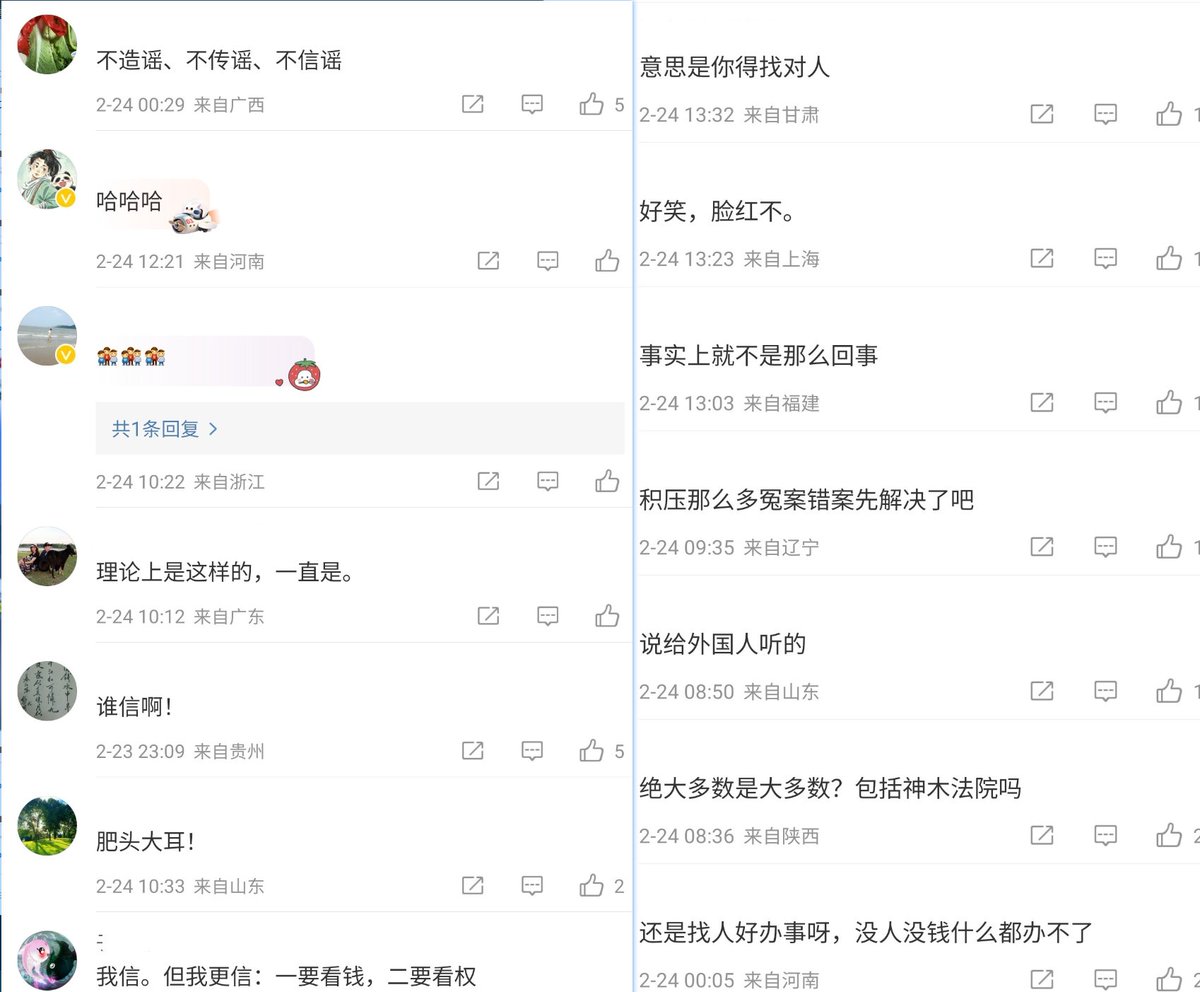 不造谣、不传谣、不信谣
2-24 00:29 来自广西
5
哈哈哈
2-24 12:21 来自河南
共1条回复 >
2-24 10:22 来自浙江
理论上是这样的，一直是。
2-24 10:12 来自广东
谁信啊！
2-23 23:09 来自贵州
5
肥头大耳！
2-24 10:33 来自山东
2
我信。但我更信：一要看钱，二要看权
意思是你得找对人
2-24 13:32 来自甘肃
1
好笑，脸红不。
2-24 13:23 来自上海
1
事实上就不是那么回事
2-24 13:03 来自福建
1
积压那么多冤案错案先解决了吧
2-24 09:35 来自辽宁
1
说给外国人听的
2-24 08:50 来自山东
1
绝大多数是大多数？包括神木法院吗
2-24 08:36 来自陕西
2
还是找人好办事呀，没人没钱什么都办不了
2-24 00:05 来自河南
2